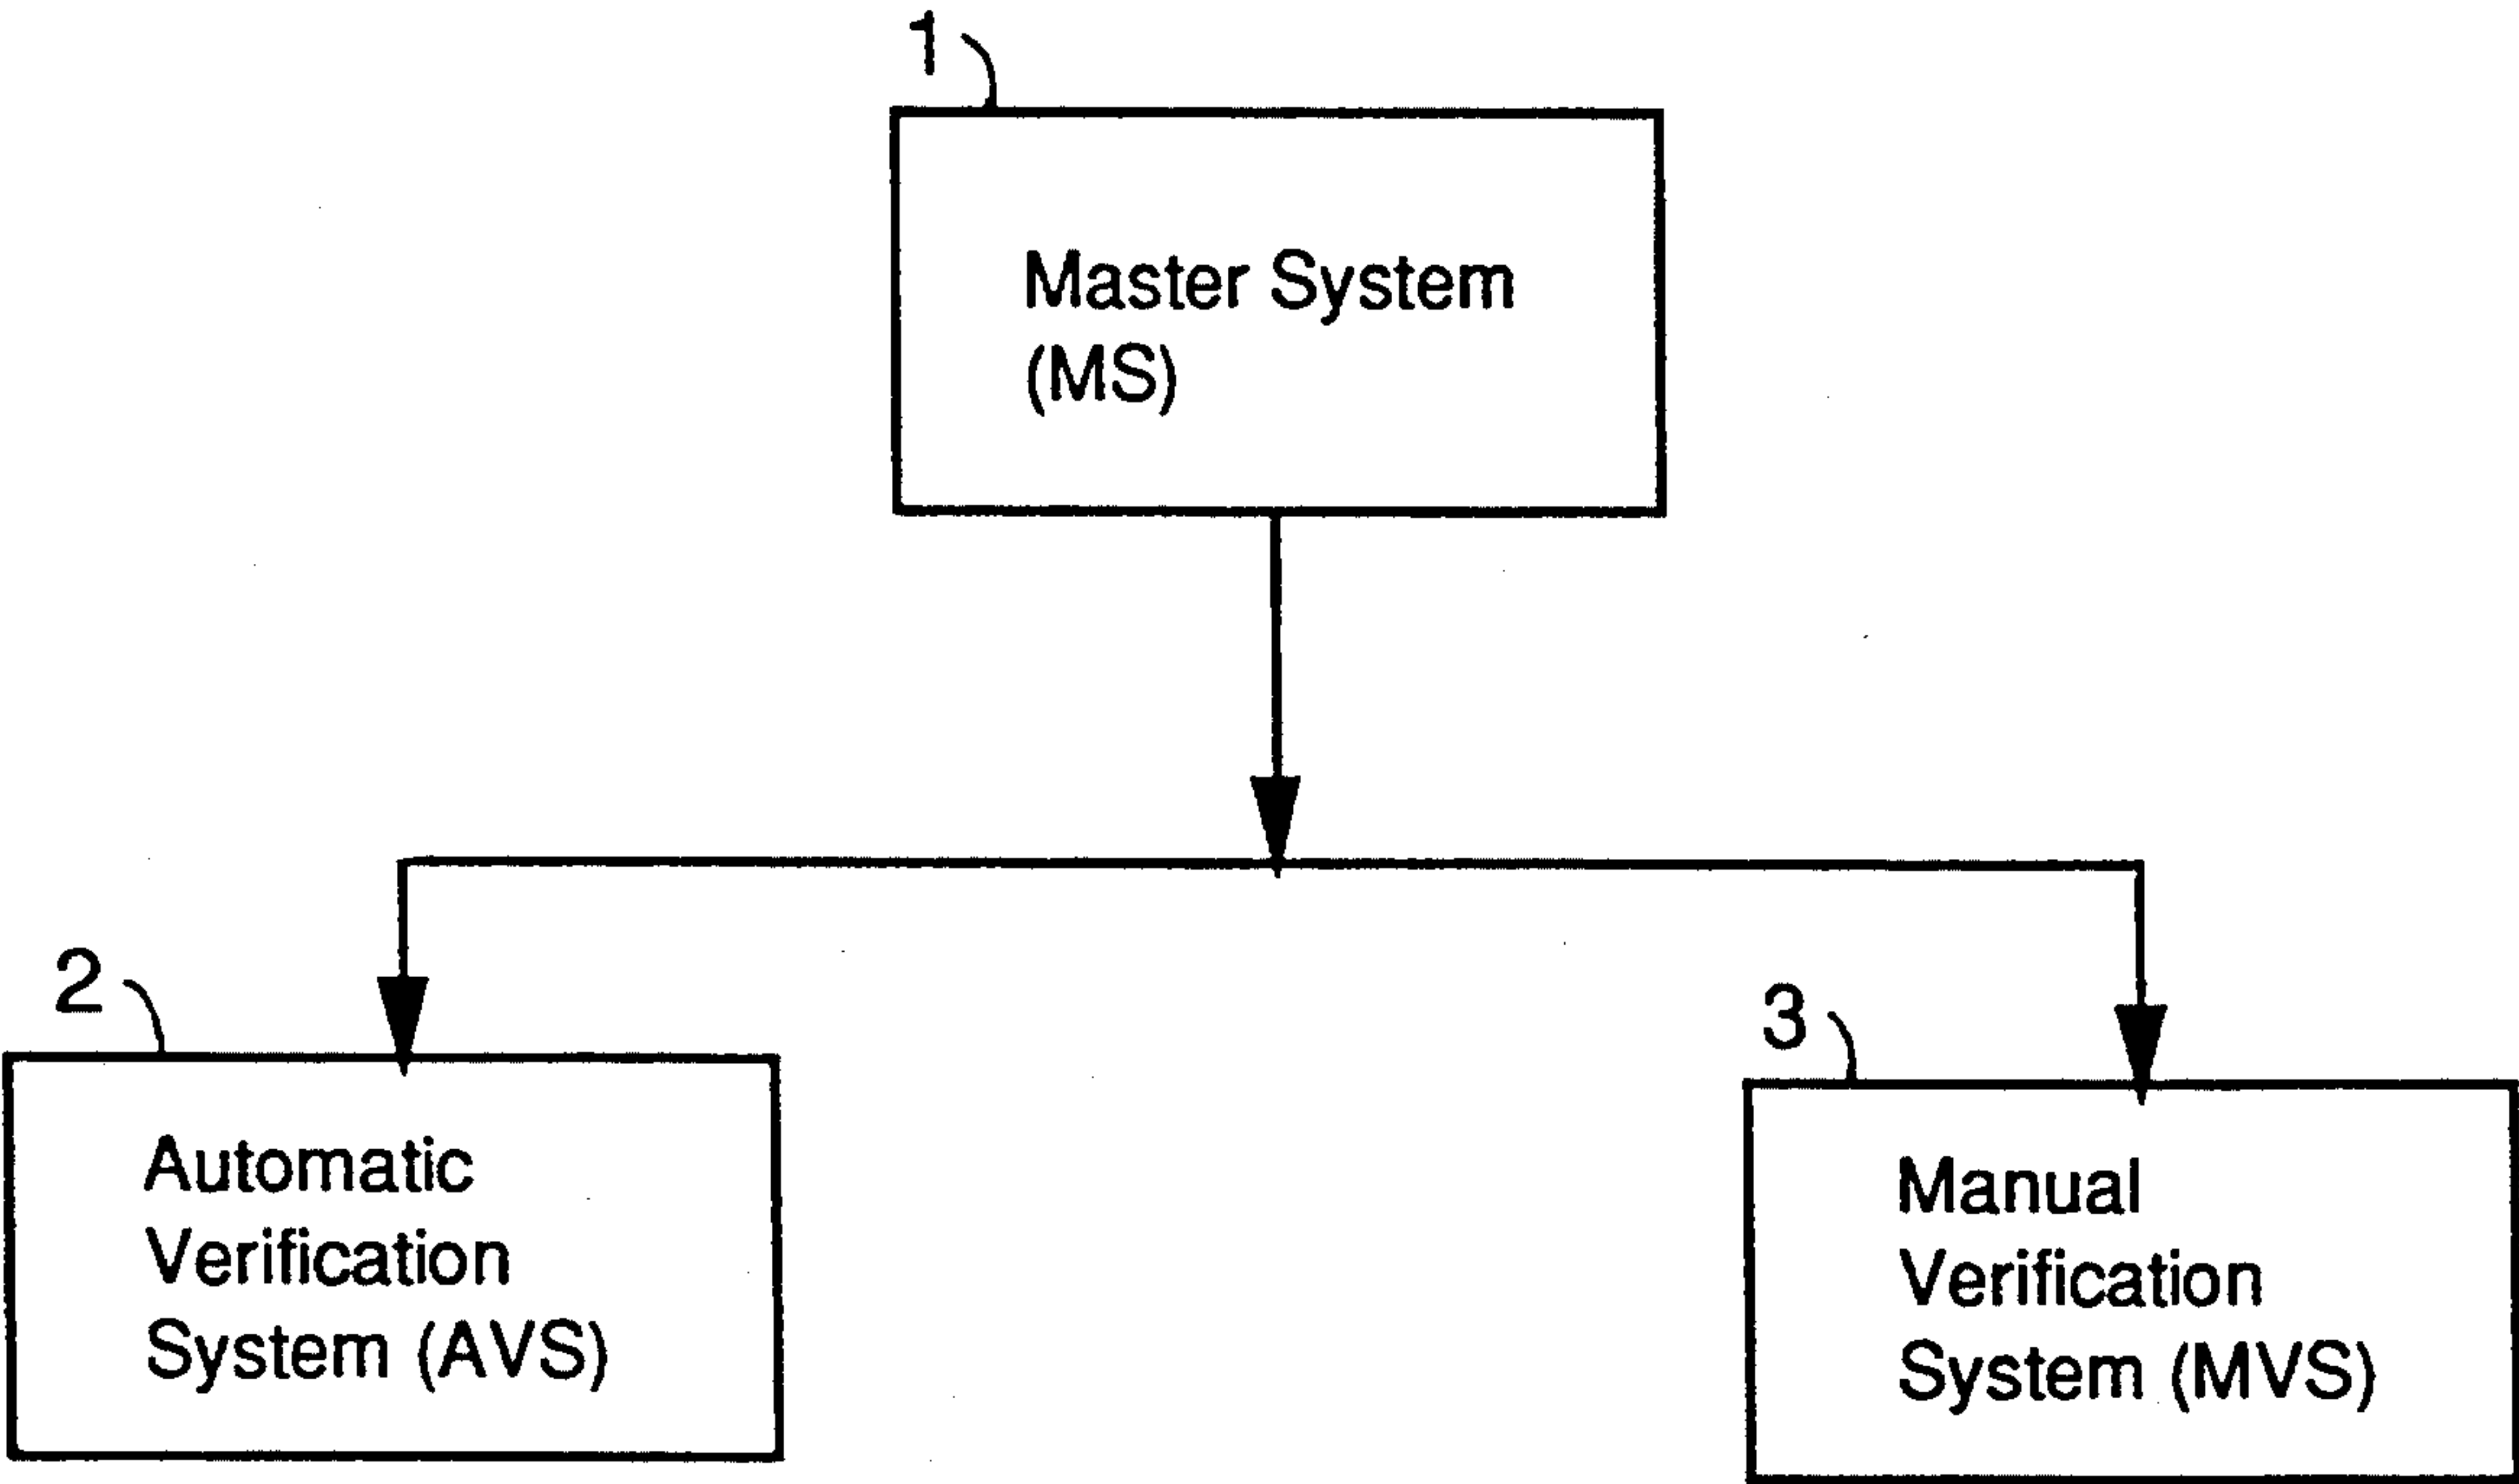 1
Master System
(MS)
2
Automatic
Verification
System (AVS)
3
Manual
Verification
System (MVS)